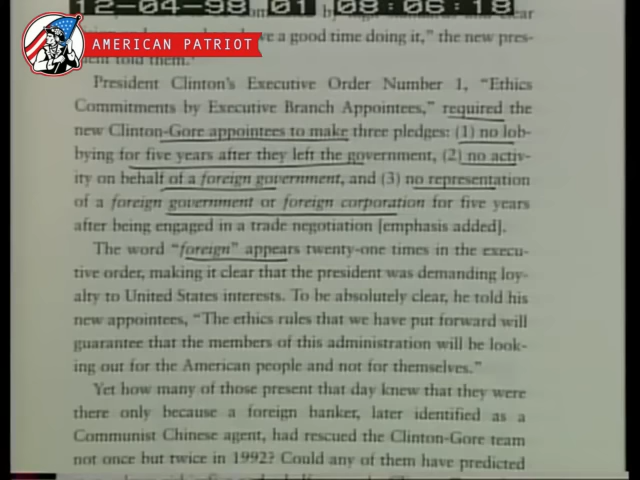 12-04-98 01 08:06:18
AMERICAN PATRIOT
by high standards and clear
have a good time doing it,” the new pres-
ident told them.
President Clinton’s Executive Order Number 1, “Ethics
Commitments by Executive Branch Appointees,” required the
new Clinton-Gore appointees to make three pledges: (1) no lob-
bying for five years after they left the government, (2) no activ-
ity on behalf of a foreign government, and (3) no representation
of a foreign government or foreign corporation for five years
after being engaged in a trade negotiation [emphasis added].
The word “foreign” appears twenty-one times in the execu-
tive order, making it clear that the president was demanding loy-
alty to United States interests. To be absolutely clear, he told his
new appointees, “The ethics rules that we have put forward will
guarantee that the members of this administration will be look-
ing out for the American people and not for themselves.”
Yet how many of those present that day knew that they were
there only because a foreign banker, later identified as a
Communist Chinese agent, had rescued the Clinton-Gore team
not once but twice in 1992? Could any of them have predicted